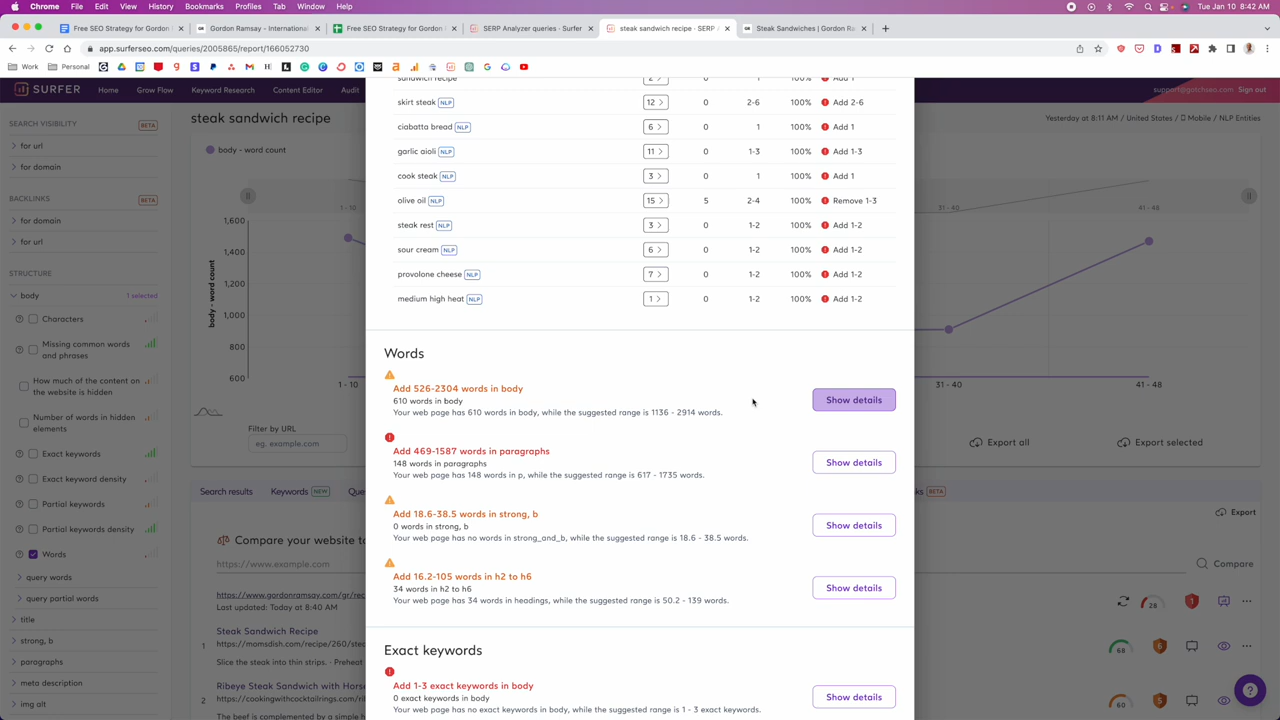 Chrome File Edit View History Bookmarks Profiles Tab Window Help
Tue Jan 10 8:42 AM
Free SEO Strategy for Gordon
Gordon Ramsay – Internationa
Free SEO Strategy for Gordon
SERP Analyzer queries - Surfer
steak sandwich recipe - SERP
Steak Sandwiches | Gordon Ra
app.surferseo.com/queries/2005865/report/166052730
Work
Personal
SURFER
Home
Grow Flow
Keyword Research
Content Editor
Audit
support@gotchseo.com
Sign out
SEARCH VISIBILITY
BETA
for url
for domain
BACKLINKS
BETA
for domain
for url
STRUCTURE
body
1 selected
Characters
Missing common words
and phrases
How much of the content on
the website is hidden
Number of words in hidden
elements
Exact keywords
Exact keyword density
Partial keywords
Partial keywords density
Words
query words
query partial words
title
strong, b
paragraphs
meta description
img alt
steak sandwich recipe
Yesterday at 8:11 AM / United States / Mobile / NLP Entities
body - word count
1 - 10
31 - 40
41 - 48
1,600
1,400
1,200
1,000
800
600
body - word count
1 - 10
31 - 40
41 - 48
Filter by URL
eg. example.com
Export all
Export selected
Search results
Keywords NEW
BETA
Export
Compare your website to
https://www.example.com
Compare
https://www.gordonramsay.com/gr/rec
Last updated: Today at 8:40 AM
28
1
1
Steak Sandwich Recipe
https://momsdish.com/recipe/260/stea
Slice the steak into thin strips. · Preheat
68
6
2
Ribeye Steak Sandwich with Horse
https://cookingwithcocktailrings.com/rib
The beef is complemented by a simple
60
6
sandwich recipe 2 0 1 100% Add 1
skirt steak NLP 12 0 2-6 100% Add 2-6
ciabatta bread NLP 6 0 1 100% Add 1
garlic aioli NLP 11 0 1-3 100% Add 1-3
cook steak NLP 3 0 1 100% Add 1
olive oil NLP 15 5 2-4 100% Remove 1-3
steak rest NLP 3 0 1-2 100% Add 1-2
sour cream NLP 6 0 1-2 100% Add 1-2
provolone cheese NLP 7 0 1-2 100% Add 1-2
medium high heat NLP 1 0 1-2 100% Add 1-2
Words
Add 526-2304 words in body
610 words in body
Your web page has 610 words in body, while the suggested range is 1136 - 2914 words.
Show details
Add 469-1587 words in paragraphs
148 words in paragraphs
Your web page has 148 words in p, while the suggested range is 617 - 1735 words.
Show details
Add 18.6-38.5 words in strong, b
0 words in strong, b
Your web page has no words in strong_and_b, while the suggested range is 18.6 - 38.5 words.
Show details
Add 16.2-105 words in h2 to h6
34 words in h2 to h6
Your web page has 34 words in headings, while the suggested range is 50.2 - 139 words.
Show details
Exact keywords
Add 1-3 exact keywords in body
0 exact keywords in body
Your web page has no exact keywords in body, while the suggested range is 1 - 3 exact keywords.
Show details